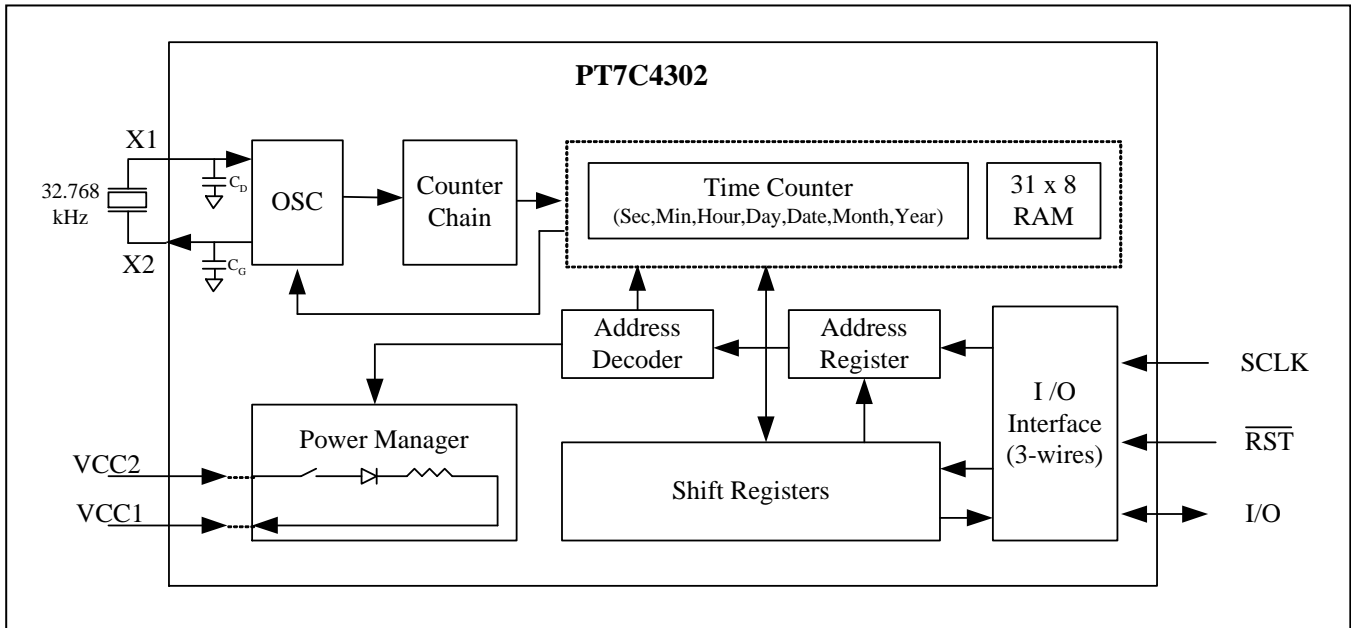 PT7C4302
X1
32.768
kHz
X2
C_D
C_G
OSC
Counter
Chain
Time Counter
(Sec,Min,Hour,Day,Date,Month,Year)
31 x 8
RAM
Address
Decoder
Address
Register
I /O
Interface
(3-wires)
SCLK
R̅S̅T̅
I/O
Power Manager
VCC2
VCC1
Shift Registers